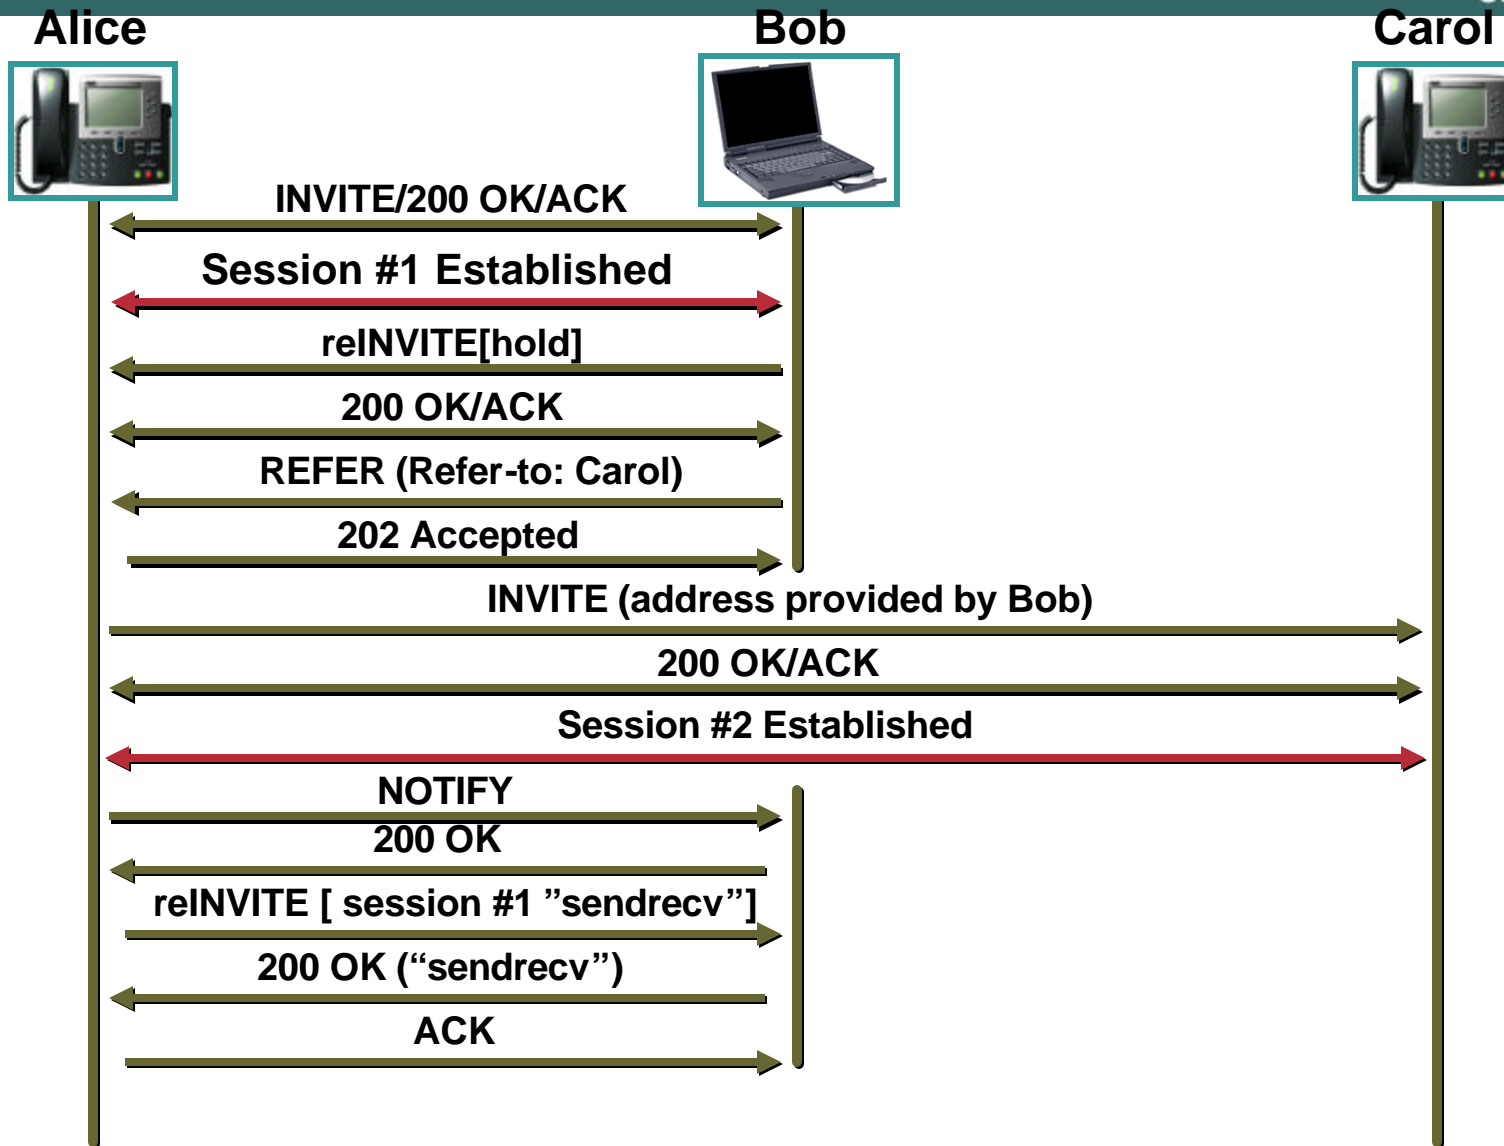 Alice
Bob
Carol
INVITE/200 OK/ACK
Session #1 Established
reINVITE[hold]
200 OK/ACK
REFER (Refer-to: Carol)
202 Accepted
INVITE (address provided by Bob)
200 OK/ACK
Session #2 Established
NOTIFY
200 OK
reINVITE [ session #1 ”sendrecv”]
200 OK (“sendrecv”)
ACK